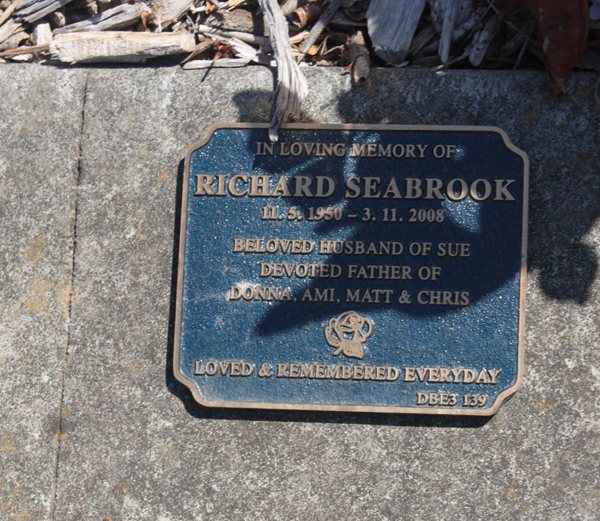 IN LOVING MEMORY OF
RICHARD SEABROOK
11. 5. 1950 – 3. 11. 2008
BELOVED HUSBAND OF SUE
DEVOTED FATHER OF
DONNA, AMI, MATT & CHRIS
LOVED & REMEMBERED EVERYDAY
DBE3 139